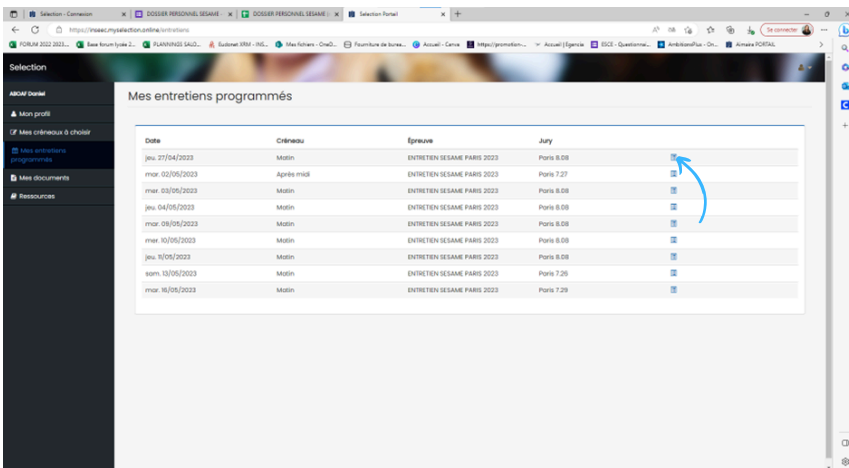 Selection - Connexion
DOSSIER PERSONNEL SESAME -
DOSSIER PERSONNEL SESAME (
Selection Portail
https://inseec.myselection.online/entretiens
Se connecter
FORUM 2022 2023... Base forum lycée 2... PLANNINGS SALO... Eudonet XRM - INS... Mes fichiers - OneD... Fourniture de burea... Accueil - Canva https://promotion-... Accueil | Egencia ESCE - Questionnai... AmbitionsPlus - On... Aimaira PORTAIL
Selection
ABOAF Daniel
Mon profil
Mes créneaux à choisir
Mes entretiens
programmés
Mes documents
Ressources
Mes entretiens programmés
Date Créneau Épreuve Jury
jeu. 27/04/2023 Matin ENTRETIEN SESAME PARIS 2023 Paris 8.08
mar. 02/05/2023 Après midi ENTRETIEN SESAME PARIS 2023 Paris 7.27
mer. 03/05/2023 Matin ENTRETIEN SESAME PARIS 2023 Paris 8.08
jeu. 04/05/2023 Matin ENTRETIEN SESAME PARIS 2023 Paris 8.08
mar. 09/05/2023 Matin ENTRETIEN SESAME PARIS 2023 Paris 8.08
mer. 10/05/2023 Matin ENTRETIEN SESAME PARIS 2023 Paris 8.08
jeu. 11/05/2023 Matin ENTRETIEN SESAME PARIS 2023 Paris 8.08
sam. 13/05/2023 Matin ENTRETIEN SESAME PARIS 2023 Paris 7.26
mar. 16/05/2023 Matin ENTRETIEN SESAME PARIS 2023 Paris 7.29